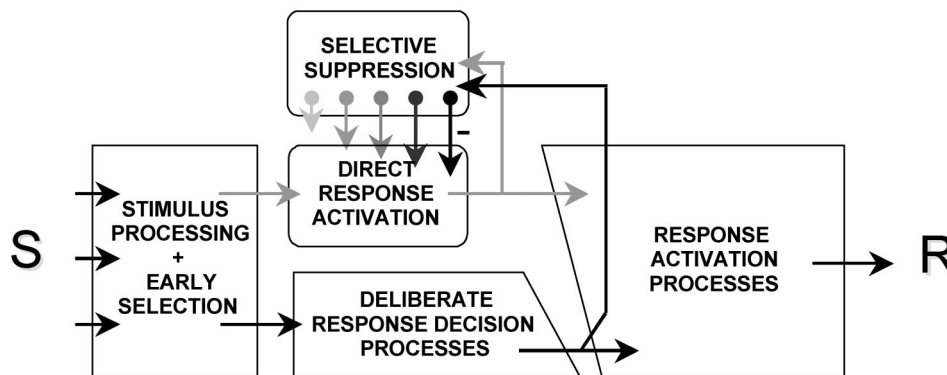 SELECTIVE
SUPPRESSION
–
DIRECT
RESPONSE
ACTIVATION
S
STIMULUS
PROCESSING
+
EARLY
SELECTION
DELIBERATE
RESPONSE DECISION
PROCESSES
RESPONSE
ACTIVATION
PROCESSES
R